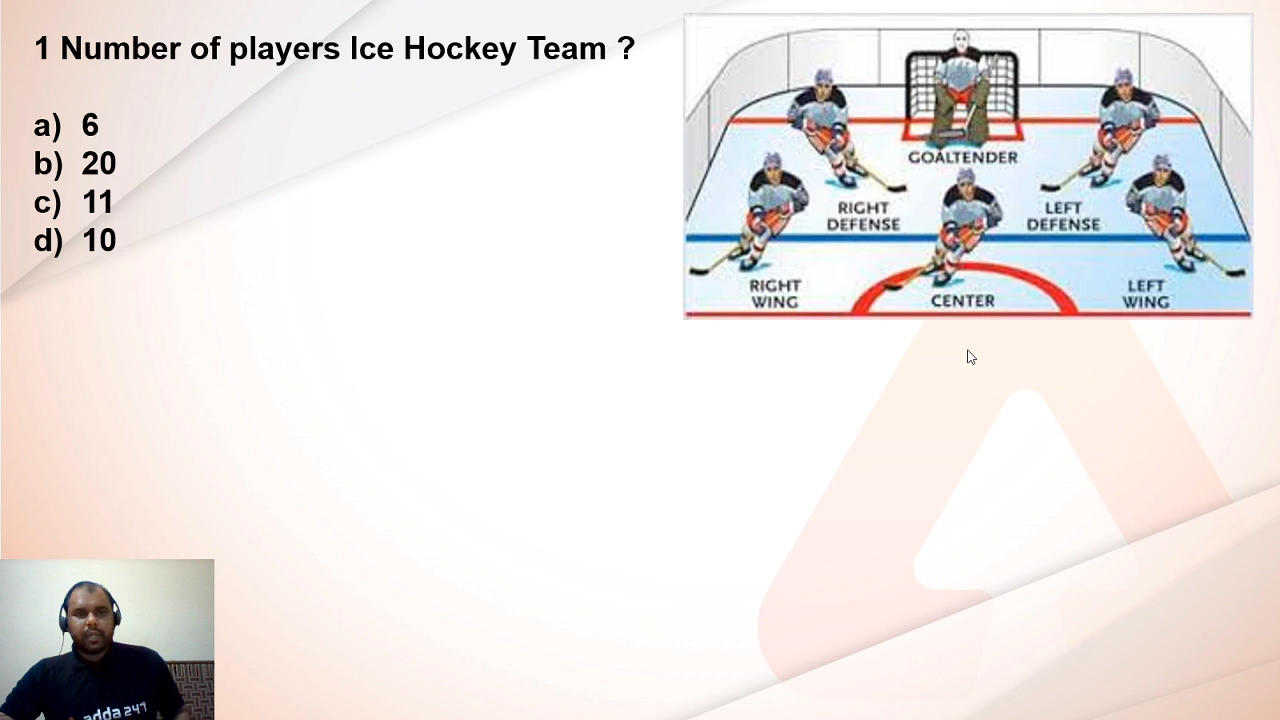 1 Number of players Ice Hockey Team ?
a) 6
b) 20
c) 11
d) 10
GOALTENDER
RIGHT
DEFENSE
LEFT
DEFENSE
RIGHT
WING
CENTER
LEFT
WING
adda 247